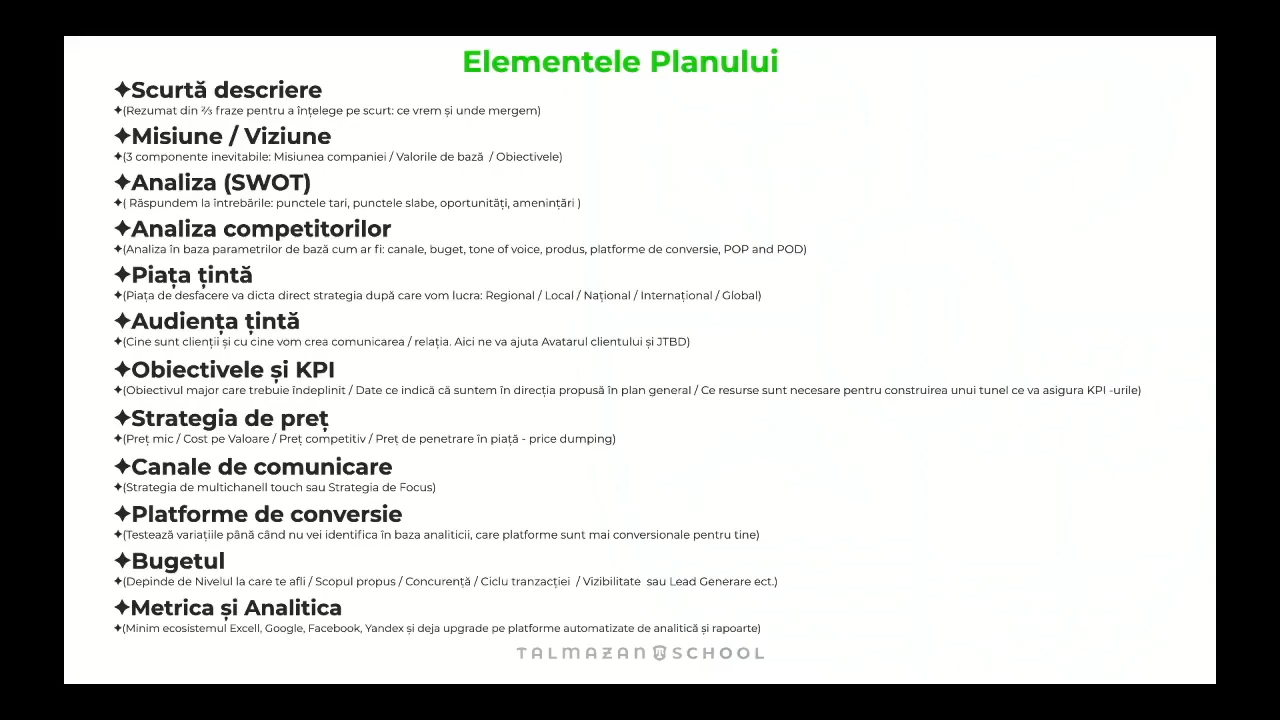 Elementele Planului
✦Scurtă descriere
✦(Rezumat din ⅔ fraze pentru a înțelege pe scurt: ce vrem și unde mergem)
✦Misiune / Viziune
✦(3 componente inevitabile: Misiunea companiei / Valorile de bază / Obiectivele)
✦Analiza (SWOT)
✦( Răspundem la întrebările: punctele tari, punctele slabe, oportunități, amenințări )
✦Analiza competitorilor
✦(Analiza în baza parametrilor de bază cum ar fi: canale, buget, tone of voice, produs, platforme de conversie, POP and POD)
✦Piața țintă
✦(Piața de desfacere va dicta direct strategia după care vom lucra: Regional / Local / Național / Internațional / Global)
✦Audiența țintă
✦(Cine sunt clienții și cu cine vom crea comunicarea / relația. Aici ne va ajuta Avatarul clientului și JTBD)
✦Obiectivele și KPI
✦(Obiectivul major care trebuie îndeplinit / Date ce indică că suntem în direcția propusă în plan general / Ce resurse sunt necesare pentru construirea unui tunel ce va asigura KPI -urile)
✦Strategia de preț
✦(Preț mic / Cost pe Valoare / Preț competitiv / Preț de penetrare în piață - price dumping)
✦Canale de comunicare
✦(Strategia de multichanell touch sau Strategia de Focus)
✦Platforme de conversie
✦(Testează variațiile până când nu vei identifica în baza analiticii, care platforme sunt mai conversionale pentru tine)
✦Bugetul
✦(Depinde de Nivelul la care te afli / Scopul propus / Concurență / Ciclu tranzacției / Vizibilitate sau Lead Generare ect.)
✦Metrica și Analitica
✦(Minim ecosistemul Excell, Google, Facebook, Yandex și deja upgrade pe platforme automatizate de analitică și rapoarte)
TALMAZAN SCHOOL